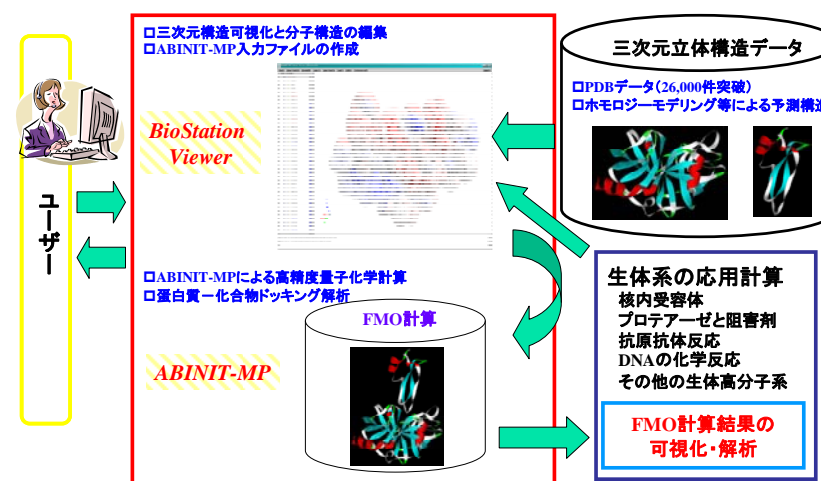 □三次元構造可視化と分子構造の編集
□ABINIT-MP入力ファイルの作成
BioStation
Viewer
ユーザー
□ABINIT-MPによる高精度量子化学計算
□蛋白質－化合物ドッキング解析
FMO計算
ABINIT-MP
三次元立体構造データ
□PDBデータ（26,000件突破）
□ホモロジーモデリング等による予測構造
生体系の応用計算
核内受容体
プロテアーゼと阻害剤
抗原抗体反応
DNAの化学反応
その他の生体高分子系
FMO計算結果の
可視化・解析